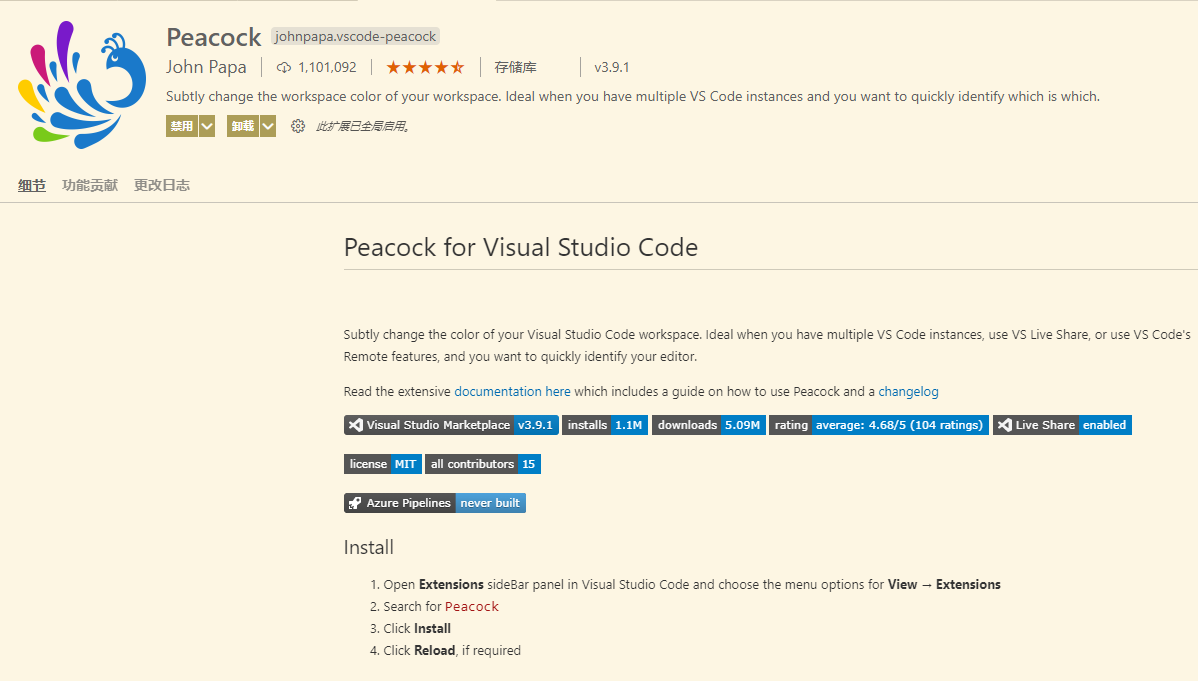 Peacock johnpapa.vscode-peacock
John Papa 1,101,092 存储库 v3.9.1
Subtly change the workspace color of your workspace. Ideal when you have multiple VS Code instances and you want to quickly identify which is which.
禁用 卸载 此扩展已全局启用。
细节 功能贡献 更改日志
Peacock for Visual Studio Code
Subtly change the color of your Visual Studio Code workspace. Ideal when you have multiple VS Code instances, use VS Live Share, or use VS Code's
Remote features, and you want to quickly identify your editor.
Read the extensive documentation here which includes a guide on how to use Peacock and a changelog
Visual Studio Marketplace v3.9.1 installs 1.1M downloads 5.09M rating average: 4.68/5 (104 ratings) Live Share enabled
license MIT all contributors 15
Azure Pipelines never built
Install
1. Open Extensions sideBar panel in Visual Studio Code and choose the menu options for View → Extensions
2. Search for Peacock
3. Click Install
4. Click Reload, if required